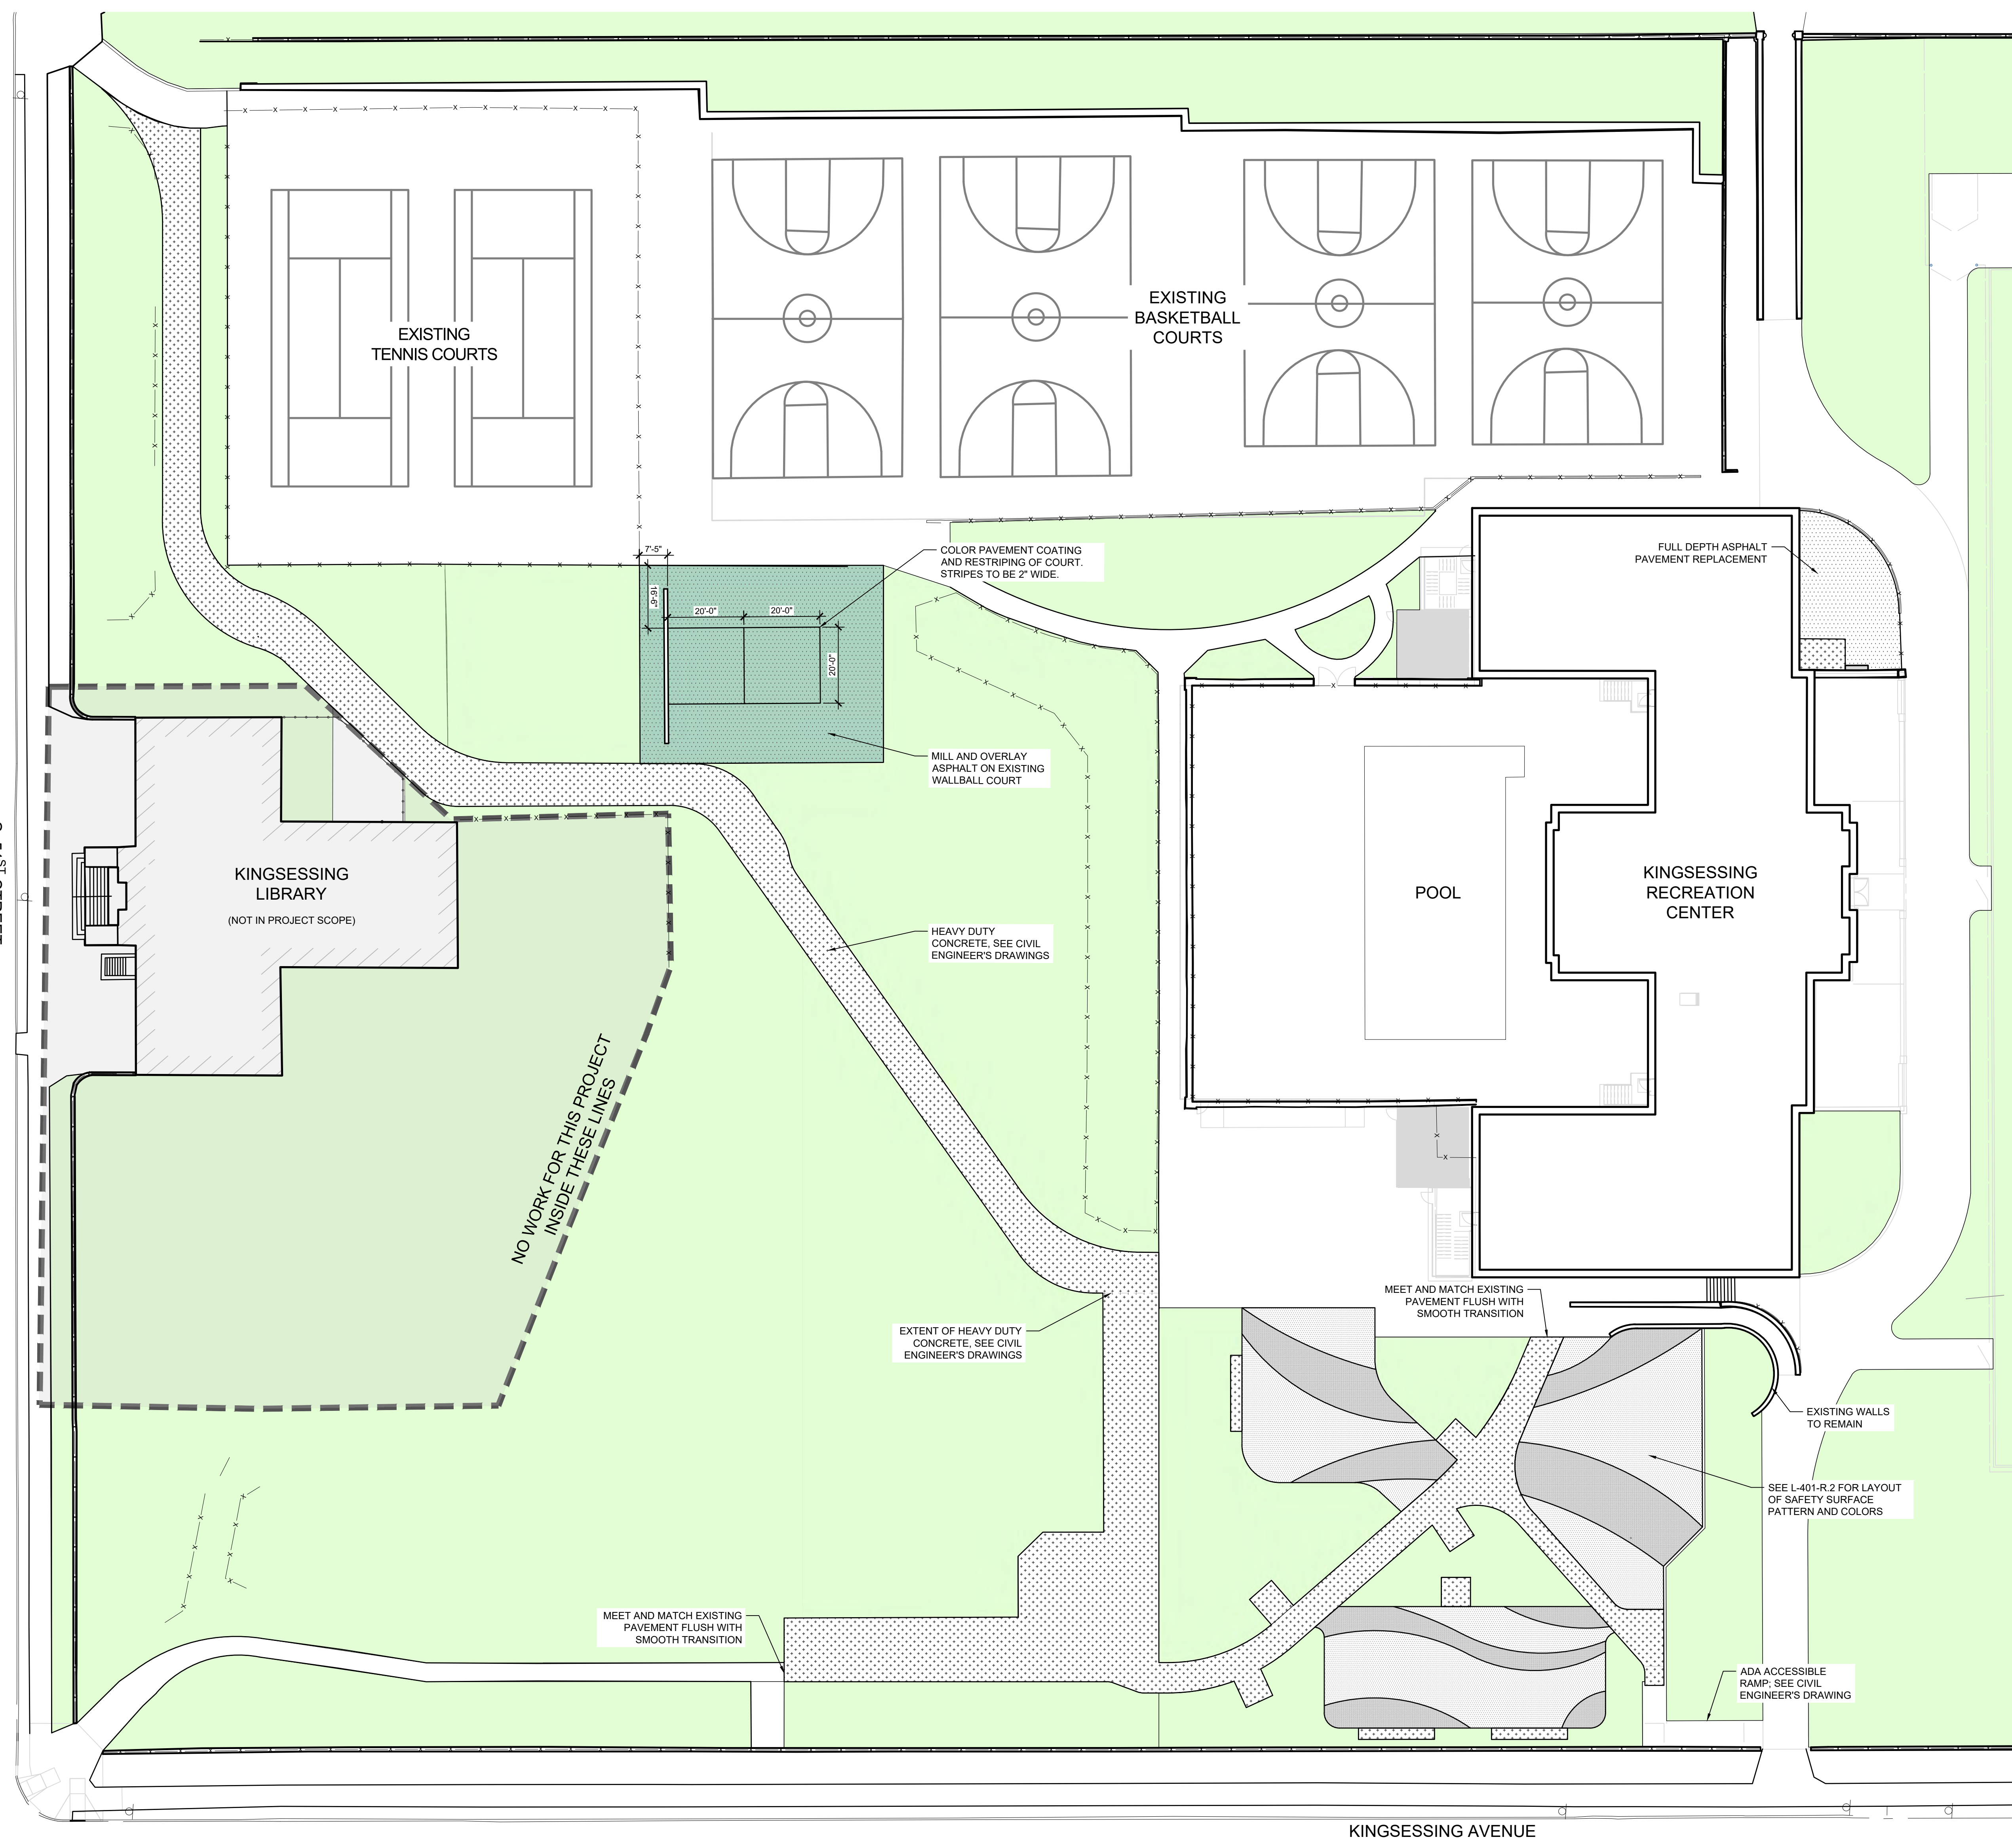 EXISTING
TENNIS COURTS
EXISTING
BASKETBALL
COURTS
7'-5"
16'-6"
20'-0"
20'-0"
20'-0"
COLOR PAVEMENT COATING
AND RESTRIPING OF COURT.
STRIPES TO BE 2" WIDE.
FULL DEPTH ASPHALT
PAVEMENT REPLACEMENT
MILL AND OVERLAY
ASPHALT ON EXISTING
WALLBALL COURT
KINGSESSING
LIBRARY
(NOT IN PROJECT SCOPE)
POOL
KINGSESSING
RECREATION
CENTER
HEAVY DUTY
CONCRETE, SEE CIVIL
ENGINEER'S DRAWINGS
NO WORK FOR THIS PROJECT
INSIDE THESE LINES
MEET AND MATCH EXISTING
PAVEMENT FLUSH WITH
SMOOTH TRANSITION
EXTENT OF HEAVY DUTY
CONCRETE, SEE CIVIL
ENGINEER'S DRAWINGS
EXISTING WALLS
TO REMAIN
SEE L-401-R.2 FOR LAYOUT
OF SAFETY SURFACE
PATTERN AND COLORS
MEET AND MATCH EXISTING
PAVEMENT FLUSH WITH
SMOOTH TRANSITION
ADA ACCESSIBLE
RAMP; SEE CIVIL
ENGINEER'S DRAWING
KINGSESSING AVENUE